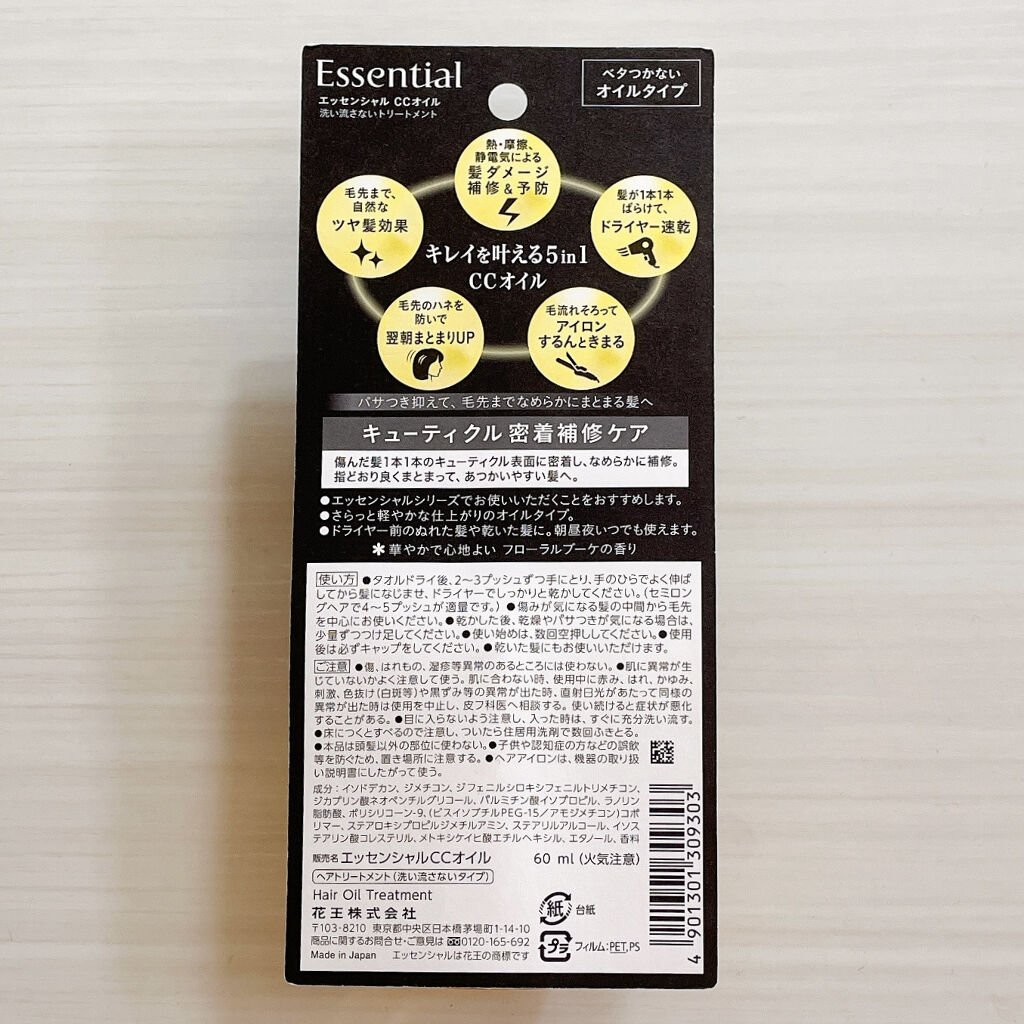 Essential
エッセンシャル CCオイル
洗い流さないトリートメント
ベタつかない
オイルタイプ
熱・摩擦、
静電気による
髪ダメージ
補修&予防
毛先まで、
自然な
ツヤ髪効果
髪が1本1本
ばらけて、
ドライヤー速乾
キレイを叶える5in1
CCオイル
毛先のハネを
防いで
翌朝まとまりUP
毛流れそろって
アイロン
するんときまる
パサつき抑えて、毛先までなめらかにまとまる髪へ
キューティクル 密着補修ケア
傷んだ髪1本1本のキューティクル表面に密着し、なめらかに補修。
指どおり良くまとまって、あつかいやすい髪へ。
●エッセンシャルシリーズでお使いいただくことをおすすめします。
●さらっと軽やかな仕上がりのオイルタイプ。
●ドライヤー前のぬれた髪や乾いた髪に。朝昼夜いつでも使えます。
＊華やかで心地よい フローラルブーケの香り
使い方 ●タオルドライ後、2〜3プッシュずつ手にとり、手のひらでよく伸ば
してから髪になじませ、ドライヤーでしっかりと乾かしてください。(セミロン
グヘアで4〜5プッシュが適量です。) ●傷みが気になる髪の中間から毛先
を中心にお使いください。●乾かした後、乾燥やパサつきが気になる場合は、
少量ずつつけ足してください。●使い始めは、数回空押ししてください。●使用
後は必ずキャップをしてください。●乾いた髪にもお使いいただけます。
ご注意 ●傷、はれもの、湿疹等異常のあるところには使わない。●肌に異常が生
じていないかよく注意して使う。肌に合わない時、使用中に赤み、はれ、かゆみ、
刺激、色抜け(白斑等)や黒ずみ等の異常が出た時、直射日光があたって同様の
異常が出た時は使用を中止し、皮フ科医へ相談する。使い続けると症状が悪化
することがある。●目に入らないよう注意し、入った時は、すぐに充分洗い流す。
●床につくとすべるので注意し、ついたら住居用洗剤で数回ふきとる。
●本品は頭髪以外の部位に使わない。●子供や認知症の方などの誤飲
等を防ぐため、置き場所に注意する。●ヘアアイロンは、機器の取り扱
い説明書にしたがって使う。
成分：イソドデカン、ジメチコン、ジフェニルシロキシフェニルトリメチコン、
ジカプリン酸ネオペンチルグリコール、パルミチン酸イソプロピル、ラノリン
脂肪酸、ポリシリコーン-9、(ビスイソブチルPEG-15/アモジメチコン)コポ
リマー、ステアロキシプロピルジメチルアミン、ステアリルアルコール、イソス
テアリン酸コレステリル、メトキシケイヒ酸エチルヘキシル、エタノール、香料
販売名 エッセンシャルCCオイル 60 ml (火気注意)
ヘアトリートメント(洗い流さないタイプ)
Hair Oil Treatment
花王株式会社
〒103-8210 東京都中央区日本橋茅場町1-14-10
商品に関するお問合せ・ご意見は 0120-165-692
Made in Japan エッセンシャルは花王の商標です
紙 台紙
プラ フィルム:PET,PS
4 901301 309303